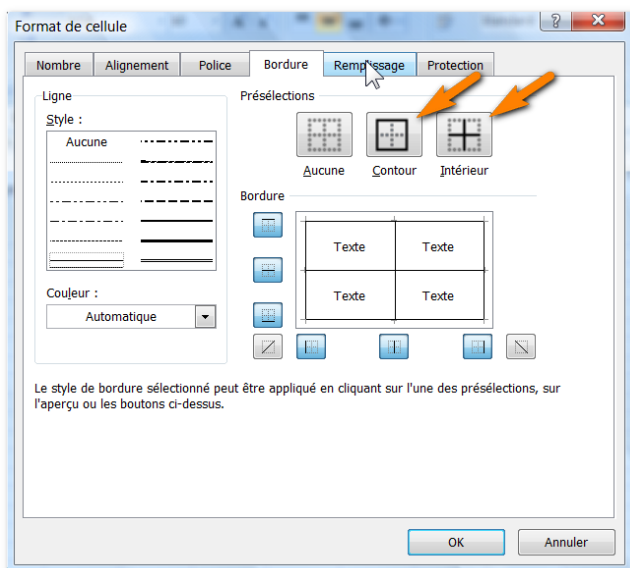 Format de cellule
Nombre Alignement Police Bordure Remplissage Protection
Ligne
Style :
Aucune
Couleur :
Automatique
Présélections
Aucune Contour Intérieur
Bordure
Texte Texte
Texte Texte
Le style de bordure sélectionné peut être appliqué en cliquant sur l'une des présélections, sur
l'aperçu ou les boutons ci-dessus.
OK Annuler